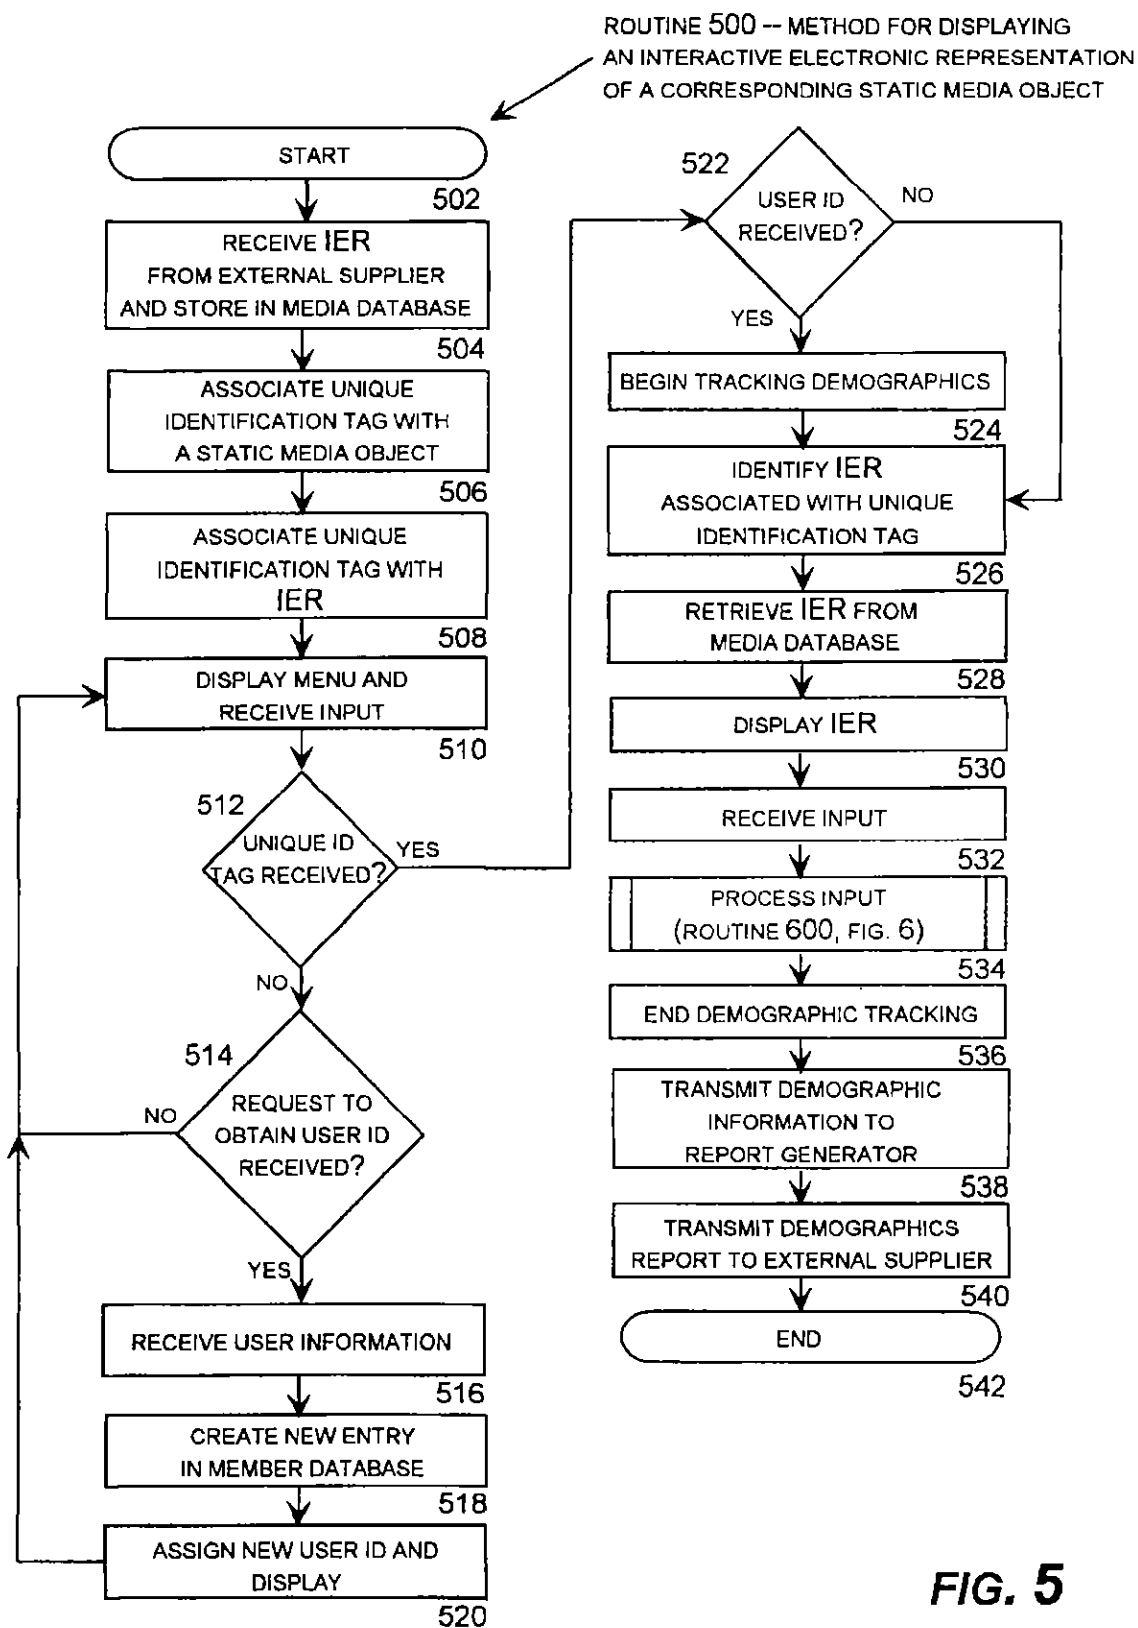 ROUTINE 500 -- METHOD FOR DISPLAYING
AN INTERACTIVE ELECTRONIC REPRESENTATION
OF A CORRESPONDING STATIC MEDIA OBJECT
START
502
RECEIVE IER
FROM EXTERNAL SUPPLIER
AND STORE IN MEDIA DATABASE
504
ASSOCIATE UNIQUE
IDENTIFICATION TAG WITH
A STATIC MEDIA OBJECT
506
ASSOCIATE UNIQUE
IDENTIFICATION TAG WITH
IER
508
DISPLAY MENU AND
RECEIVE INPUT
510
512
UNIQUE ID
TAG RECEIVED?
YES
NO
514
REQUEST TO
OBTAIN USER ID
RECEIVED?
NO
YES
RECEIVE USER INFORMATION
516
CREATE NEW ENTRY
IN MEMBER DATABASE
518
ASSIGN NEW USER ID AND
DISPLAY
520
522
USER ID
RECEIVED?
NO
YES
BEGIN TRACKING DEMOGRAPHICS
524
IDENTIFY IER
ASSOCIATED WITH UNIQUE
IDENTIFICATION TAG
526
RETRIEVE IER FROM
MEDIA DATABASE
528
DISPLAY IER
530
RECEIVE INPUT
532
PROCESS INPUT
(ROUTINE 600, FIG. 6)
534
END DEMOGRAPHIC TRACKING
536
TRANSMIT DEMOGRAPHIC
INFORMATION TO
REPORT GENERATOR
538
TRANSMIT DEMOGRAPHICS
REPORT TO EXTERNAL SUPPLIER
540
END
542
FIG. 5